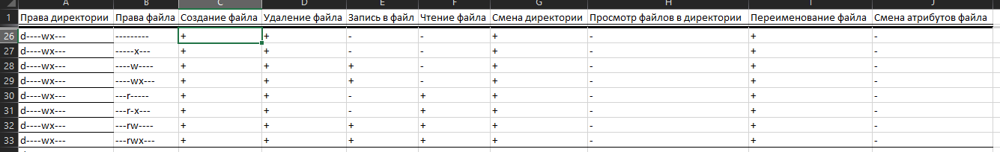 A B C D E F G H I J
1 Права директории Права файла Создание файла Удаление файла Запись в файл Чтение файла Смена директории Просмотр файлов в директории Переименование файла Смена атрибутов файла
26 d----wx--- --------- + + - - + - + -
27 d----wx--- -----x--- + + - - + - + -
28 d----wx--- ----w---- + + + - + - + -
29 d----wx--- ----wx--- + + + - + - + -
30 d----wx--- ---r----- + + - + + - + -
31 d----wx--- ---r-x--- + + - + + - + -
32 d----wx--- ---rw---- + + + + + - + -
33 d----wx--- ---rwx--- + + + + + - + -